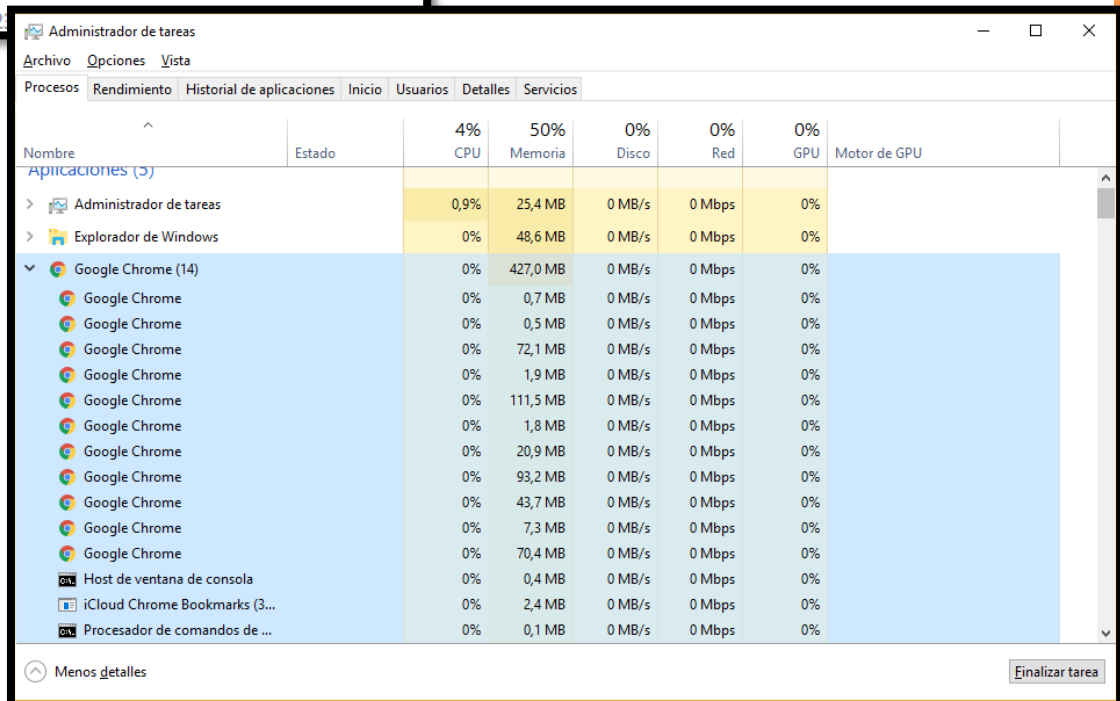 Administrador de tareas
Archivo Opciones Vista
Procesos Rendimiento Historial de aplicaciones Inicio Usuarios Detalles Servicios
4% 50% 0% 0% 0%
Nombre Estado CPU Memoria Disco Red GPU Motor de GPU
Aplicaciones (5)
Administrador de tareas 0,9% 25,4 MB 0 MB/s 0 Mbps 0%
Explorador de Windows 0% 48,6 MB 0 MB/s 0 Mbps 0%
Google Chrome (14) 0% 427,0 MB 0 MB/s 0 Mbps 0%
Google Chrome 0% 0,7 MB 0 MB/s 0 Mbps 0%
Google Chrome 0% 0,5 MB 0 MB/s 0 Mbps 0%
Google Chrome 0% 72,1 MB 0 MB/s 0 Mbps 0%
Google Chrome 0% 1,9 MB 0 MB/s 0 Mbps 0%
Google Chrome 0% 111,5 MB 0 MB/s 0 Mbps 0%
Google Chrome 0% 1,8 MB 0 MB/s 0 Mbps 0%
Google Chrome 0% 20,9 MB 0 MB/s 0 Mbps 0%
Google Chrome 0% 93,2 MB 0 MB/s 0 Mbps 0%
Google Chrome 0% 43,7 MB 0 MB/s 0 Mbps 0%
Google Chrome 0% 7,3 MB 0 MB/s 0 Mbps 0%
Google Chrome 0% 70,4 MB 0 MB/s 0 Mbps 0%
Host de ventana de consola 0% 0,4 MB 0 MB/s 0 Mbps 0%
iCloud Chrome Bookmarks (3... 0% 2,4 MB 0 MB/s 0 Mbps 0%
Procesador de comandos de ... 0% 0,1 MB 0 MB/s 0 Mbps 0%
Menos detalles Finalizar tarea